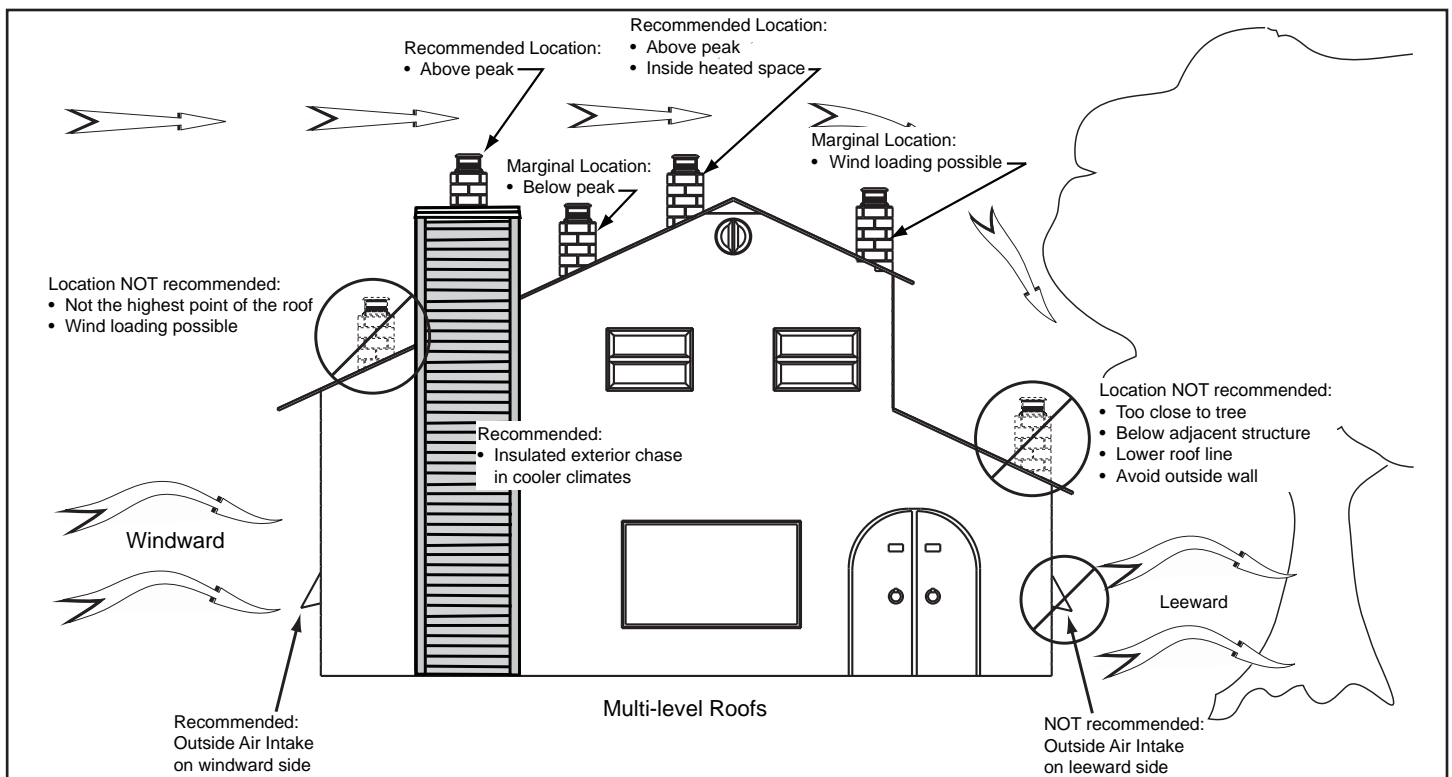 Recommended Location:
• Above peak
Recommended Location:
• Above peak
• Inside heated space
Marginal Location:
• Below peak
Marginal Location:
• Wind loading possible
Location NOT recommended:
• Not the highest point of the roof
• Wind loading possible
Recommended:
• Insulated exterior chase
in cooler climates
Location NOT recommended:
• Too close to tree
• Below adjacent structure
• Lower roof line
• Avoid outside wall
Windward
Leeward
Multi-level Roofs
Recommended:
Outside Air Intake
on windward side
NOT recommended:
Outside Air Intake
on leeward side